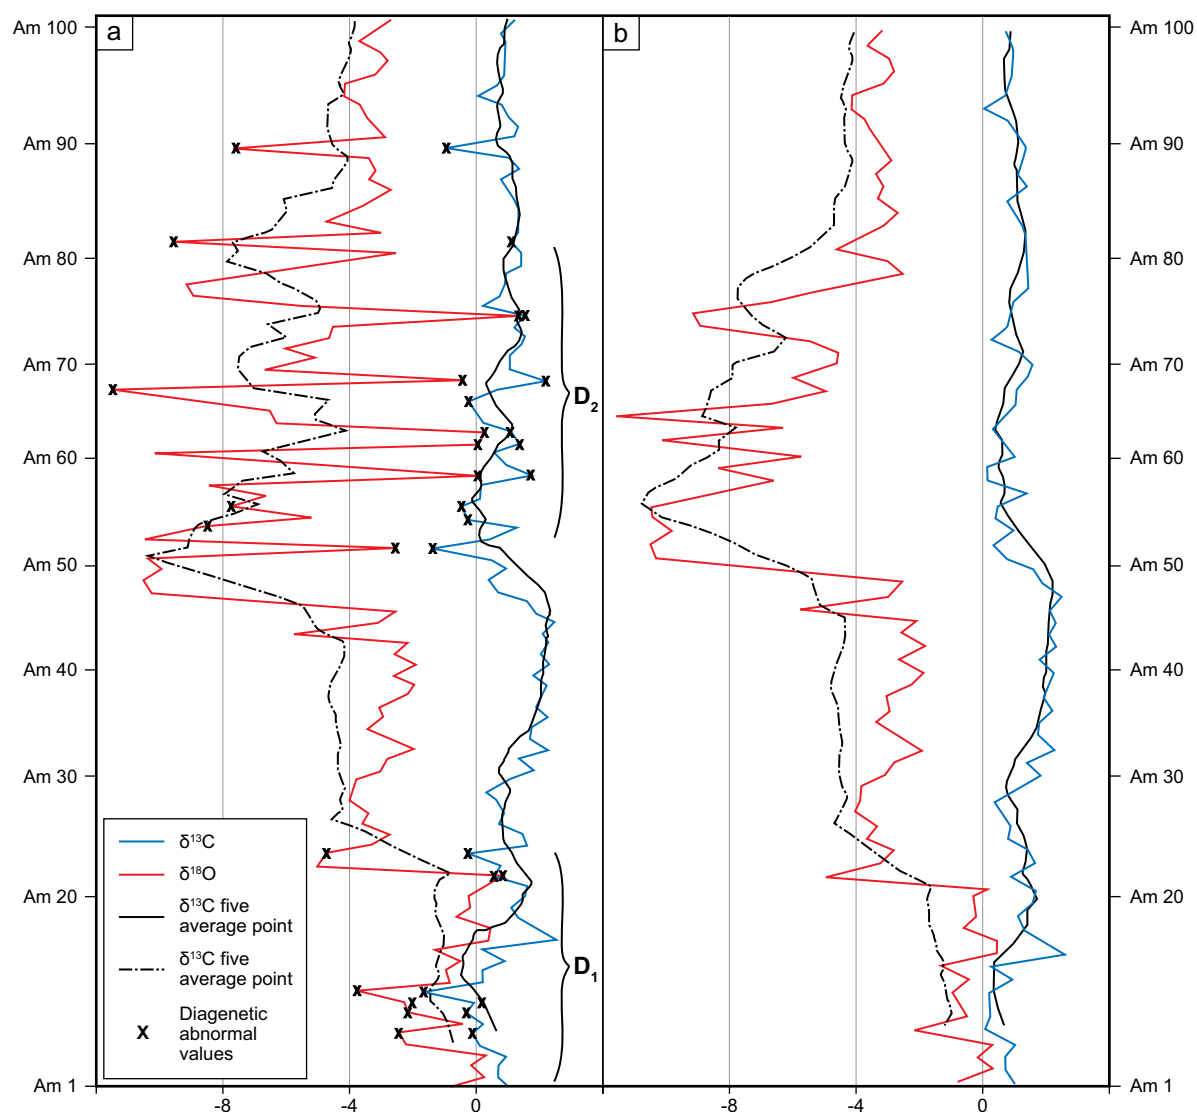 a
b
Am 100
Am 90
Am 80
Am 70
Am 60
Am 50
Am 40
Am 30
Am 20
Am 1
Am 100
Am 90
Am 80
Am 70
Am 60
Am 50
Am 40
Am 30
Am 20
Am 1
D₂
D₁
δ¹³C
δ¹⁸O
δ¹³C five
average point
δ¹³C five
average point
X Diagenetic
abnormal
values
-8 -4 0
-8 -4 0